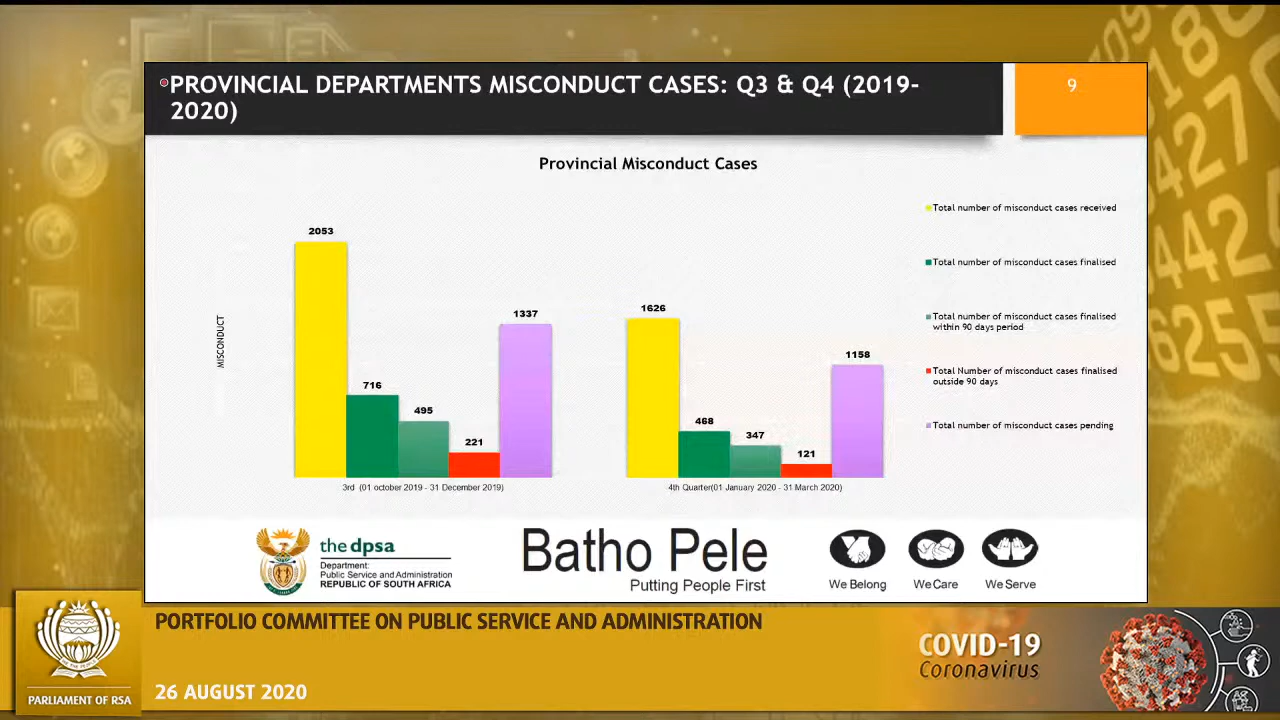 PROVINCIAL DEPARTMENTS MISCONDUCT CASES: Q3 & Q4 (2019-
2020)
9
Provincial Misconduct Cases
MISCONDUCT
2053
716
495
221
1337
1626
468
347
121
1158
3rd (01 october 2019 - 31 December 2019)
4th Quarter(01 January 2020 - 31 March 2020)
Total number of misconduct cases received
Total number of misconduct cases finalised
Total number of misconduct cases finalised
within 90 days period
Total Number of misconduct cases finalised
outside 90 days
Total number of misconduct cases pending
the dpsa
Department:
Public Service and Administration
REPUBLIC OF SOUTH AFRICA
Batho Pele
Putting People First
We Belong
We Care
We Serve
PORTFOLIO COMMITTEE ON PUBLIC SERVICE AND ADMINISTRATION
26 AUGUST 2020
PARLIAMENT OF RSA
COVID-19
Coronavirus